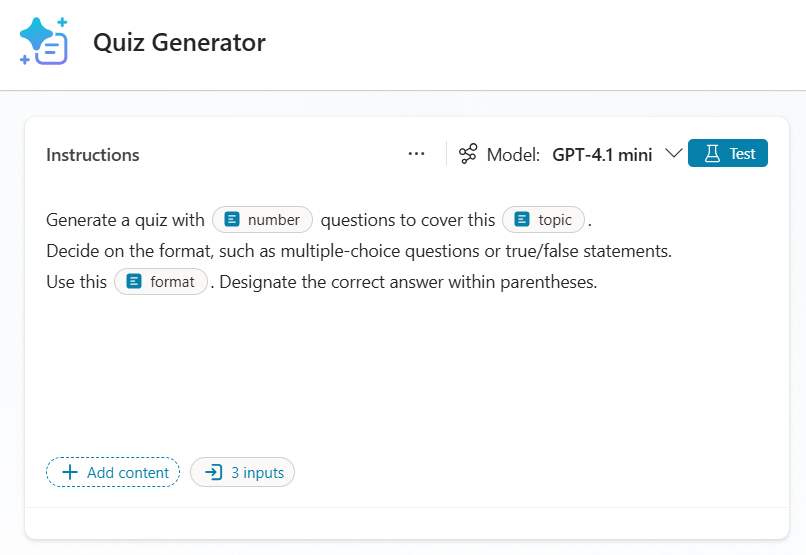 Quiz Generator
Instructions ... Model: GPT-4.1 mini Test
Generate a quiz with number questions to cover this topic .
Decide on the format, such as multiple-choice questions or true/false statements.
Use this format . Designate the correct answer within parentheses.
+ Add content 3 inputs